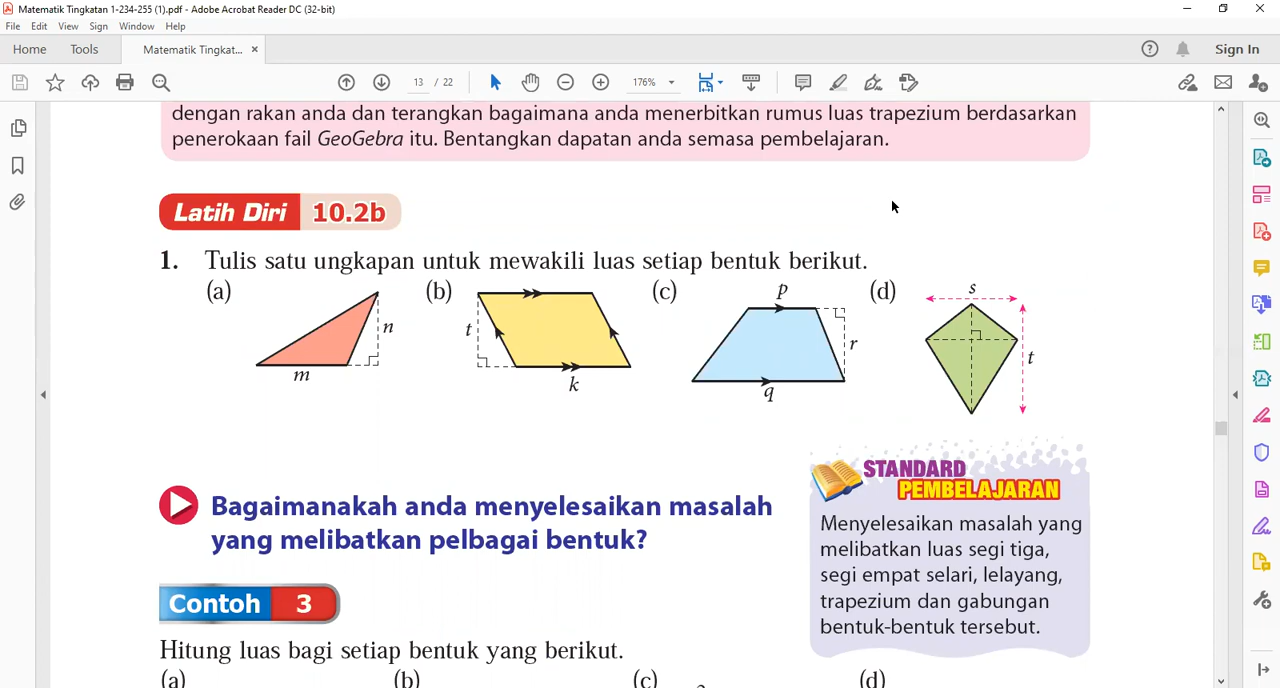 Matematik Tingkatan 1-234-255 (1).pdf - Adobe Acrobat Reader DC (32-bit)
File Edit View Sign Window Help
Home Tools Matematik Tingkat... × Sign In
13 / 22 176%
dengan rakan anda dan terangkan bagaimana anda menerbitkan rumus luas trapezium berdasarkan
penerokaan fail GeoGebra itu. Bentangkan dapatan anda semasa pembelajaran.
Latih Diri 10.2b
1. Tulis satu ungkapan untuk mewakili luas setiap bentuk berikut.
(a) (b) (c) (d)
n
m
t
k
p
r
q
s
t
STANDARD
PEMBELAJARAN
Menyelesaikan masalah yang
melibatkan luas segi tiga,
segi empat selari, lelayang,
trapezium dan gabungan
bentuk-bentuk tersebut.
Bagaimanakah anda menyelesaikan masalah
yang melibatkan pelbagai bentuk?
Contoh 3
Hitung luas bagi setiap bentuk yang berikut.
(a) (b) (c) (d)